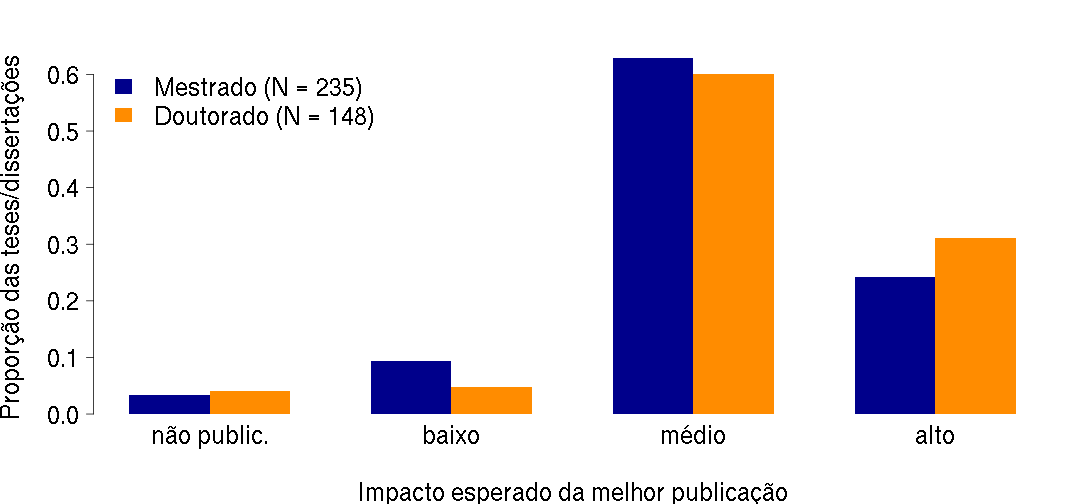 Proporção das teses/dissertações
0.6
0.5
0.4
0.3
0.2
0.1
0.0
Mestrado (N = 235)
Doutorado (N = 148)
não public.
baixo
médio
alto
Impacto esperado da melhor publicação